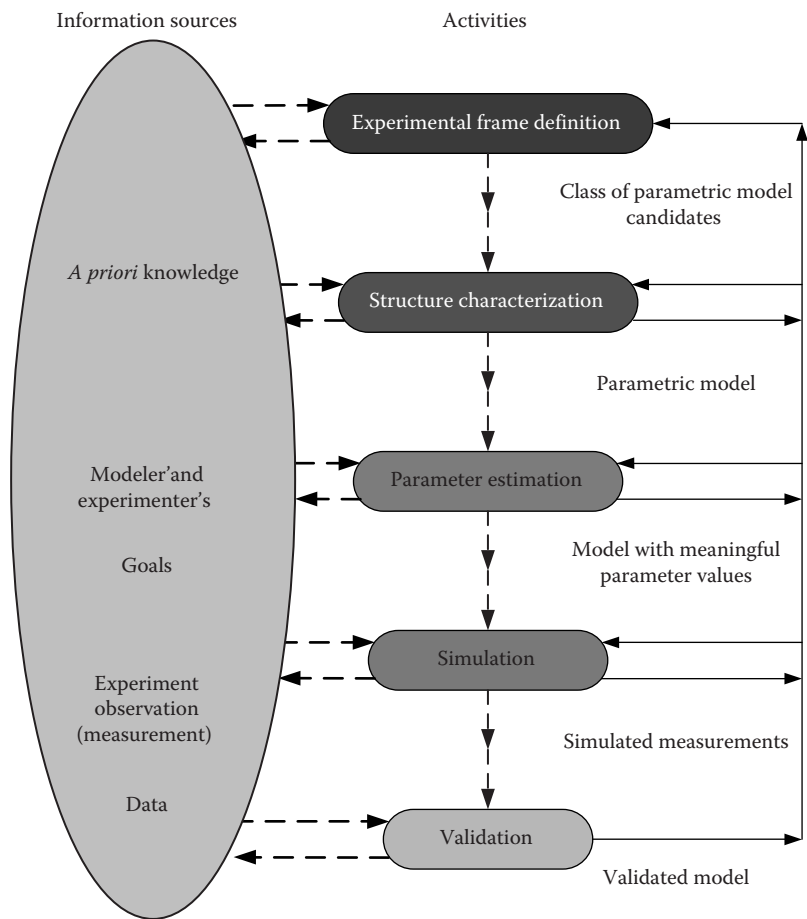 Information sources
Activities
Experimental frame definition
Class of parametric model
candidates
A priori knowledge
Structure characterization
Parametric model
Modeler'and
experimenter's
Parameter estimation
Goals
Model with meaningful
parameter values
Simulation
Experiment
observation
(measurement)
Simulated measurements
Data
Validation
Validated model